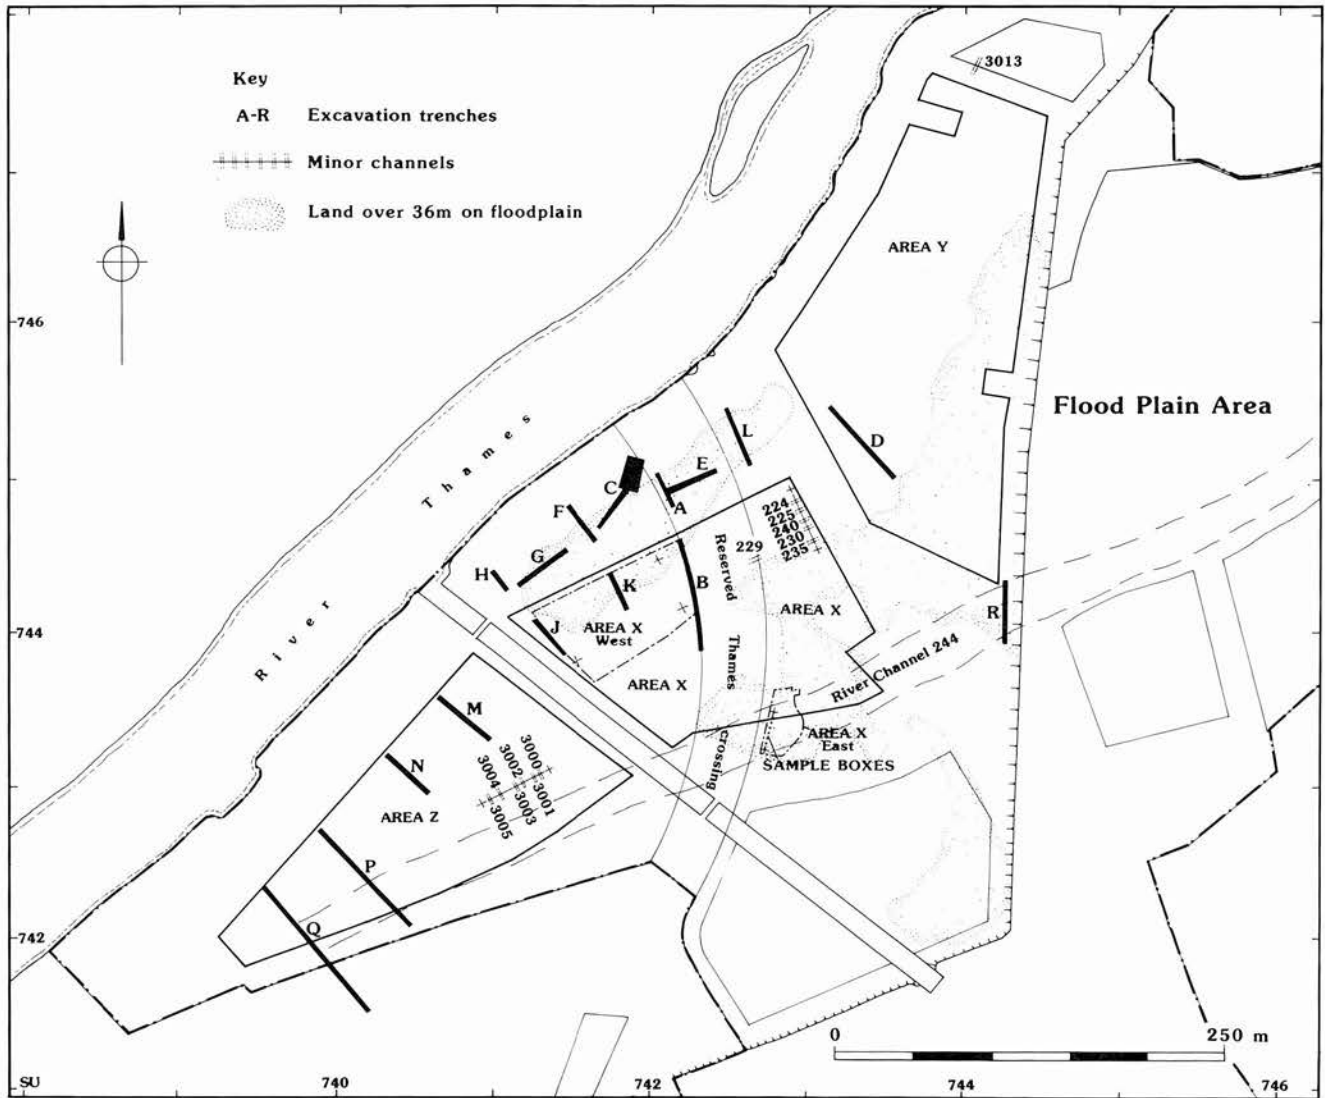 Key
A-R Excavation trenches
Minor channels
Land over 36m on floodplain
3013
AREA Y
746
Flood Plain Area
River Thames
L
D
E
C
A
F
224
225
240
230
235
229
Reserved Thames Crossing
G
H
B
K
AREA X
R
744
J
AREA X
West
AREA X
River Channel 244
M
AREA X
East
SAMPLE BOXES
N
3000
3002
3004
3001
3003
3005
AREA Z
P
Q
742
0 250 m
SU 740 742 744 746